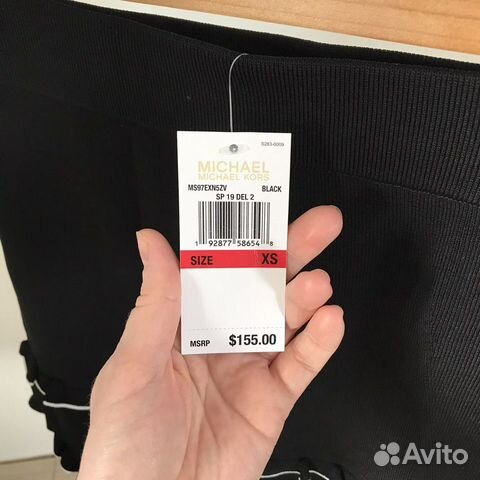 S283-6009
MICHAEL
MICHAEL KORS
MS97EXN5ZV BLACK
SP 19 DEL 2
1 92877 58654 8
SIZE XS
MSRP $155.00
Avito